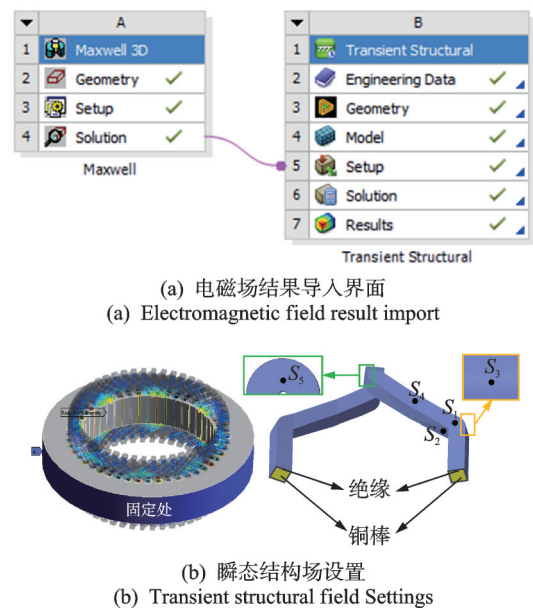 A
1 Maxwell 3D
2 Geometry
3 Setup
4 Solution
Maxwell
B
1 Transient Structural
2 Engineering Data
3 Geometry
4 Model
5 Setup
6 Solution
7 Results
Transient Structural
(a) 电磁场结果导入界面
(a) Electromagnetic field result import
固定处
S5
S4
S1
S2
S3
绝缘
铜棒
(b) 瞬态结构场设置
(b) Transient structural field Settings